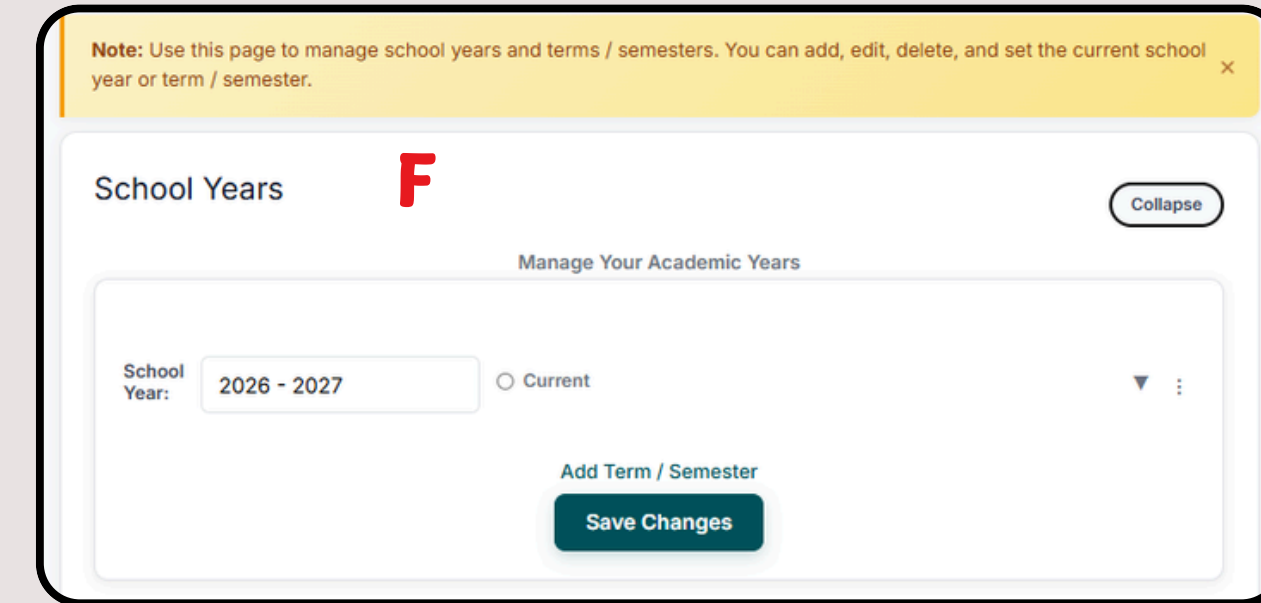 Note: Use this page to manage school years and terms / semesters. You can add, edit, delete, and set the current school
year or term / semester.
×
School Years
F
Collapse
Manage Your Academic Years
School
Year:
2026 - 2027
Current
Add Term / Semester
Save Changes